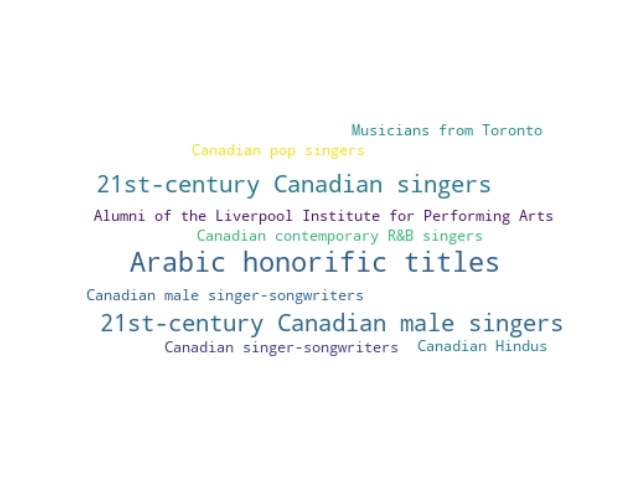 Musicians from Toronto
Canadian pop singers
21st-century Canadian singers
Alumni of the Liverpool Institute for Performing Arts
Canadian contemporary R&B singers
Arabic honorific titles
Canadian male singer-songwriters
21st-century Canadian male singers
Canadian singer-songwriters
Canadian Hindus